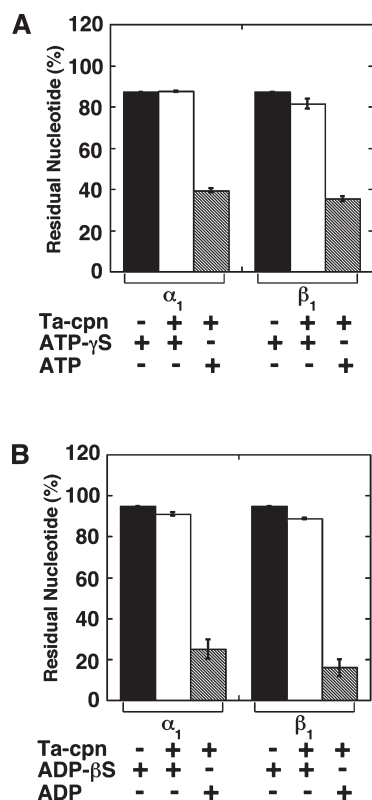 A
Residual Nucleotide (%)
120
100
80
60
40
20
0
α1 β1
Ta-cpn - + + - + +
ATP-γS + + - + + -
ATP - - + - - +
B
Residual Nucleotide (%)
120
100
80
60
40
20
0
α1 β1
Ta-cpn - + + - + +
ADP-βS + + - + + -
ADP - - + - - +